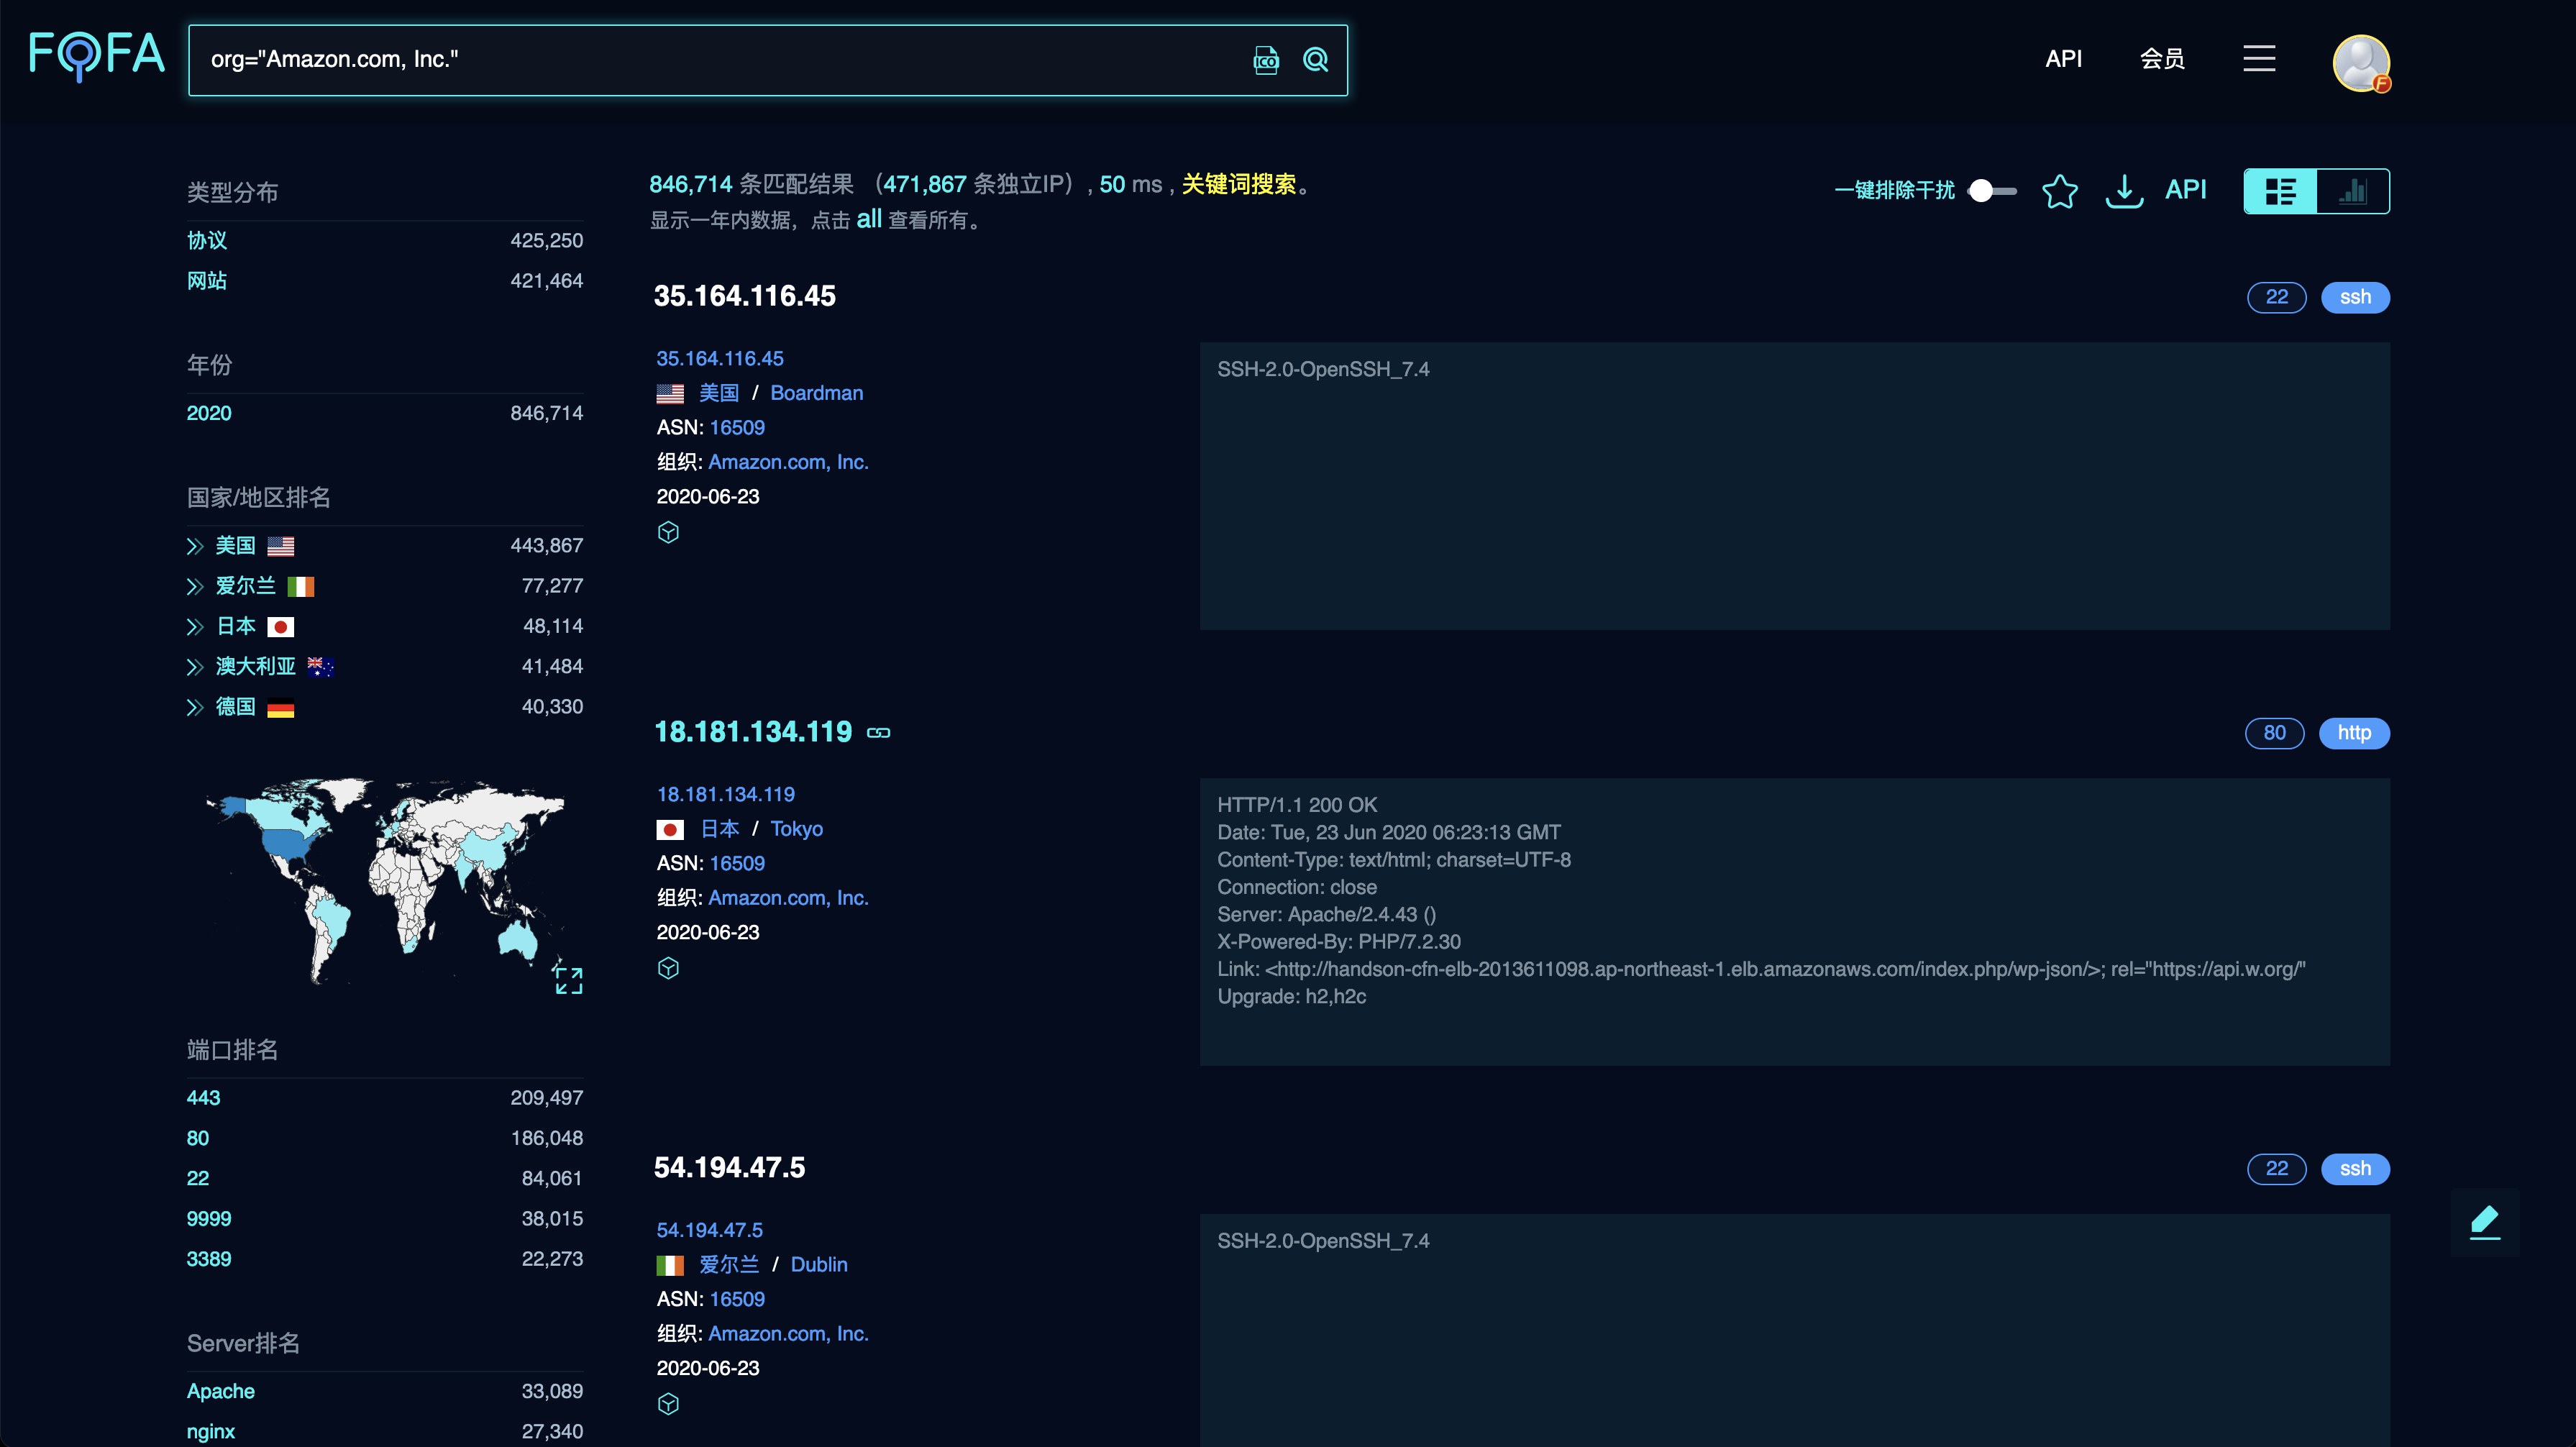 FOFA
org="Amazon.com, Inc."
ICO
API
会员
F
类型分布
协议 425,250
网站 421,464
年份
2020 846,714
国家/地区排名
美国 443,867
爱尔兰 77,277
日本 48,114
澳大利亚 41,484
德国 40,330
端口排名
443 209,497
80 186,048
22 84,061
9999 38,015
3389 22,273
Server排名
Apache 33,089
nginx 27,340
846,714 条匹配结果 （471,867 条独立IP）, 50 ms , 关键词搜索。
显示一年内数据，点击 all 查看所有。
一键排除干扰
API
35.164.116.45
22 ssh
35.164.116.45
美国 / Boardman
ASN: 16509
组织: Amazon.com, Inc.
2020-06-23
SSH-2.0-OpenSSH_7.4
18.181.134.119
80 http
18.181.134.119
日本 / Tokyo
ASN: 16509
组织: Amazon.com, Inc.
2020-06-23
HTTP/1.1 200 OK
Date: Tue, 23 Jun 2020 06:23:13 GMT
Content-Type: text/html; charset=UTF-8
Connection: close
Server: Apache/2.4.43 ()
X-Powered-By: PHP/7.2.30
Link: <http://handson-cfn-elb-2013611098.ap-northeast-1.elb.amazonaws.com/index.php/wp-json/>; rel="https://api.w.org/"
Upgrade: h2,h2c
54.194.47.5
22 ssh
54.194.47.5
爱尔兰 / Dublin
ASN: 16509
组织: Amazon.com, Inc.
2020-06-23
SSH-2.0-OpenSSH_7.4